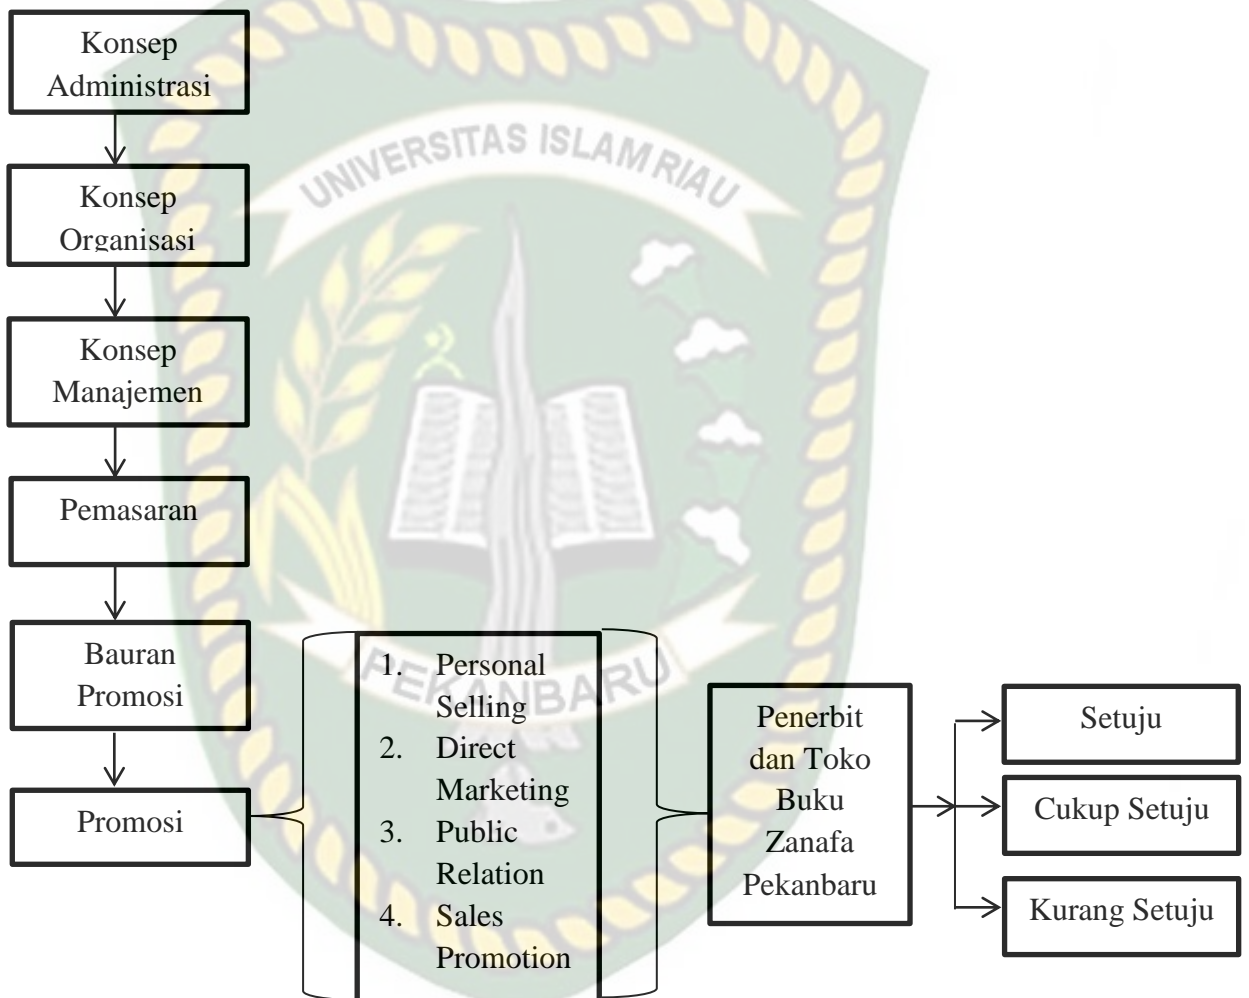 Konsep
Administrasi
UNIVERSITAS ISLAM RIAU
Konsep
Organisasi
Konsep
Manajemen
Pemasaran
Bauran
Promosi
Promosi
PEKANBARU
1. Personal
Selling
2. Direct
Marketing
3. Public
Relation
4. Sales
Promotion
Penerbit
dan Toko
Buku
Zanafa
Pekanbaru
Setuju
Cukup Setuju
Kurang Setuju